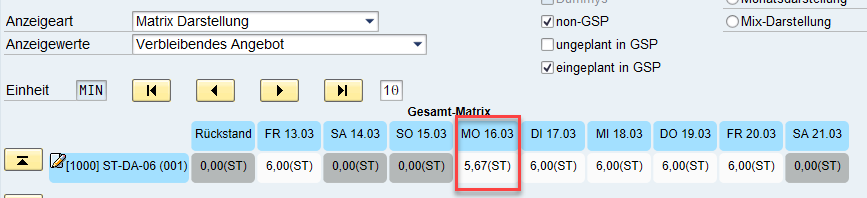 Dummys
Monatsdarstellung
Anzeigeart Matrix Darstellung
non-GSP
Mix-Darstellung
Anzeigewerte Verbleibendes Angebot
ungeplant in GSP
eingeplant in GSP
Einheit MIN 10
Gesamt-Matrix
Rückstand FR 13.03 SA 14.03 SO 15.03 MO 16.03 DI 17.03 MI 18.03 DO 19.03 FR 20.03 SA 21.03
[1000] ST-DA-06 (001) 0,00(ST) 6,00(ST) 0,00(ST) 0,00(ST) 5,67(ST) 6,00(ST) 6,00(ST) 6,00(ST) 6,00(ST) 0,00(ST)